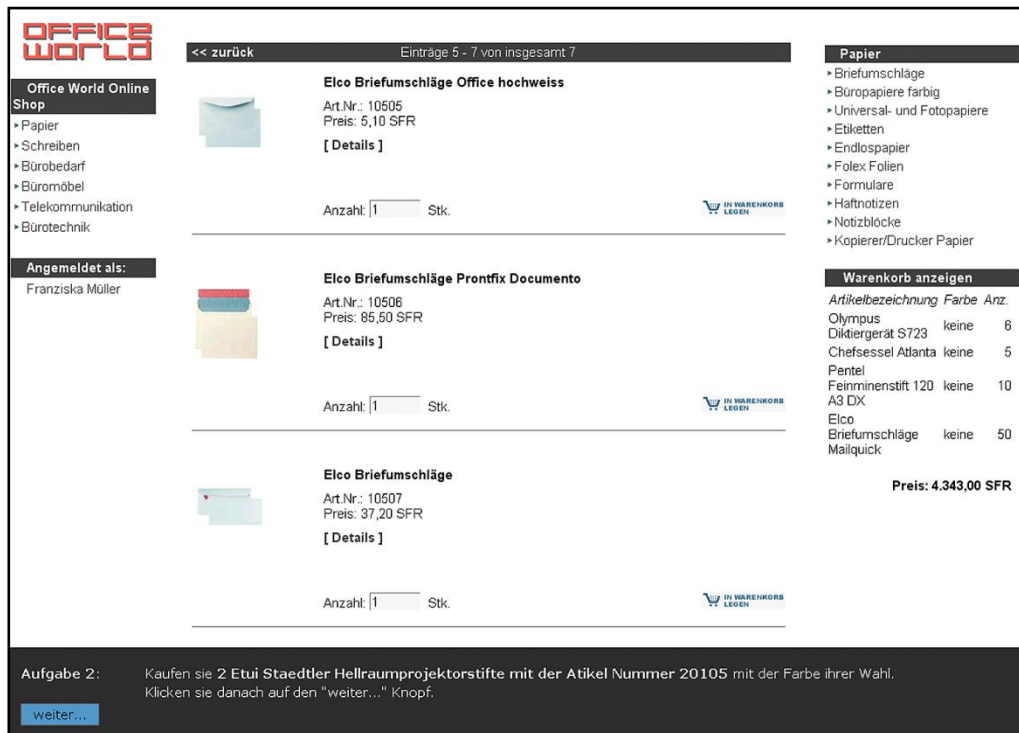 OFFICE
WORLD
Office World Online
Shop
Papier
Schreiben
Bürobedarf
Büromöbel
Telekommunikation
Bürotechnik
Angemeldet als:
Franziska Müller
<< zurück Einträge 5 - 7 von insgesamt 7
Elco Briefumschläge Office hochweiss
Art.Nr.: 10505
Preis: 5,10 SFR
[ Details ]
Anzahl: 1 Stk. IN WARENKORB
LEGEN
Elco Briefumschläge Prontfix Documento
Art.Nr.: 10506
Preis: 85,50 SFR
[ Details ]
Anzahl: 1 Stk. IN WARENKORB
LEGEN
Elco Briefumschläge
Art.Nr.: 10507
Preis: 37,20 SFR
[ Details ]
Anzahl: 1 Stk. IN WARENKORB
LEGEN
Papier
Briefumschläge
Büropapiere farbig
Universal- und Fotopapiere
Etiketten
Endlospapier
Folex Folien
Formulare
Haftnotizen
Notizblöcke
Kopierer/Drucker Papier
Warenkorb anzeigen
Artikelbezeichnung Farbe Anz.
Olympus
Diktiergerät S723 keine 6
Chefsessel Atlanta keine 5
Pentel
Feinminenstift 120 keine 10
A3 DX
Elco
Briefumschläge keine 50
Mailquick
Preis: 4.343,00 SFR
Aufgabe 2: Kaufen sie 2 Etui Staedtler Hellraumprojektorstifte mit der Atikel Nummer 20105 mit der Farbe ihrer Wahl.
Klicken sie danach auf den "weiter..." Knopf.
weiter...